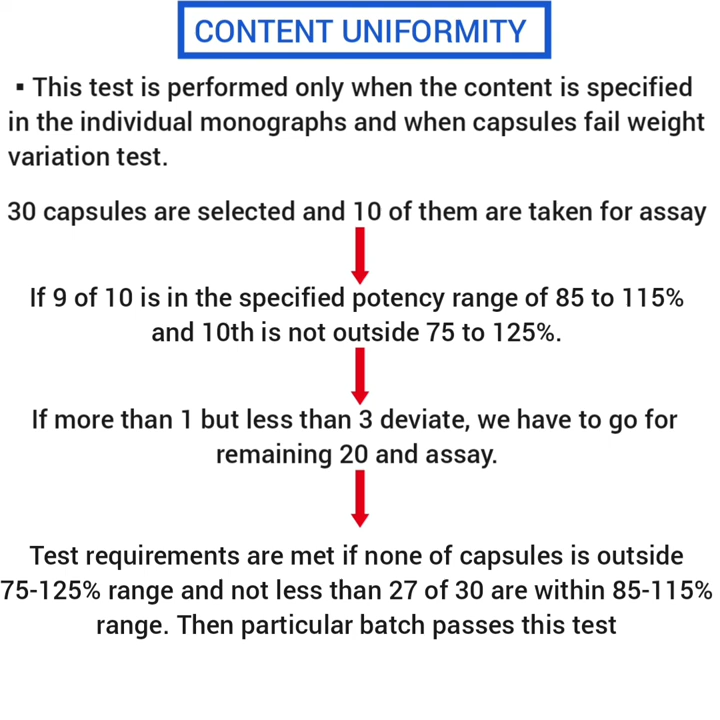 CONTENT UNIFORMITY
▪ This test is performed only when the content is specified
in the individual monographs and when capsules fail weight
variation test.
30 capsules are selected and 10 of them are taken for assay
If 9 of 10 is in the specified potency range of 85 to 115%
and 10th is not outside 75 to 125%.
If more than 1 but less than 3 deviate, we have to go for
remaining 20 and assay.
Test requirements are met if none of capsules is outside
75-125% range and not less than 27 of 30 are within 85-115%
range. Then particular batch passes this test